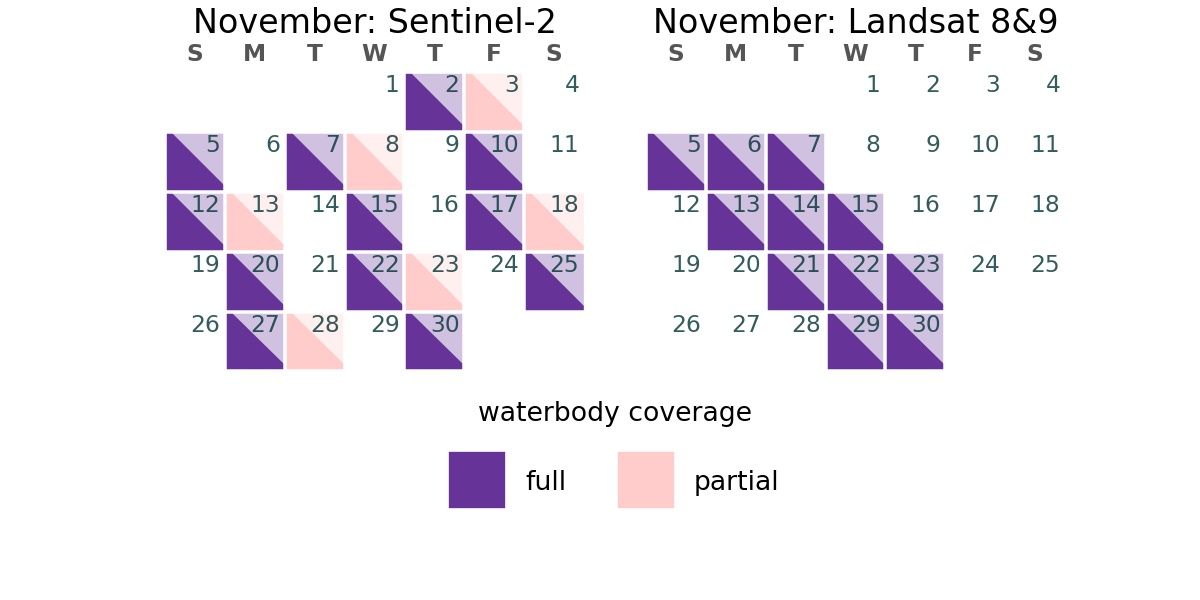 November: Sentinel-2
S M T W T F S
1 2 3 4
5 6 7 8 9 10 11
12 13 14 15 16 17 18
19 20 21 22 23 24 25
26 27 28 29 30
November: Landsat 8&9
S M T W T F S
1 2 3 4
5 6 7 8 9 10 11
12 13 14 15 16 17 18
19 20 21 22 23 24 25
26 27 28 29 30
waterbody coverage
full partial